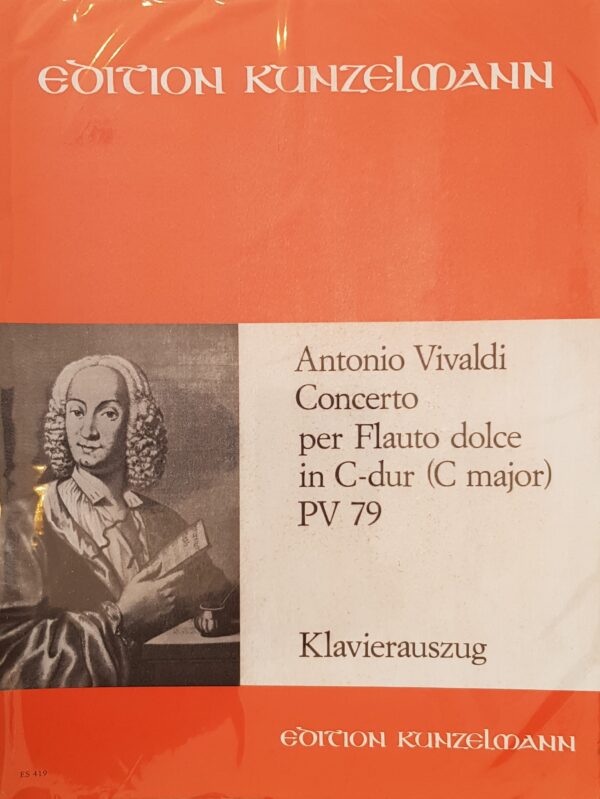 EDITION KUNZELMANN
Antonio Vivaldi
Concerto
per Flauto dolce
in C-dur (C major)
PV 79
Klavierauszug
EDITION KUNZELMANN
ES 419